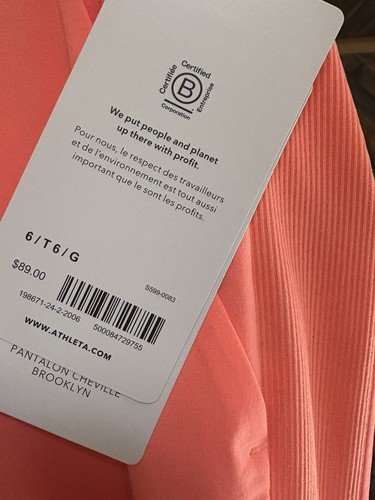 Certifiée
Certified
B
Entreprise
Corporation
We put people and planet
up there with profit.
Pour nous, le respect des travailleurs
et de l'environnement est tout aussi
important que le sont les profits.
6/T6/G
$89.00
S599-0083
198671-24-2-2006
500084729755
WWW.ATHLETA.COM
PANTALON CHEVILLE
BROOKLYN